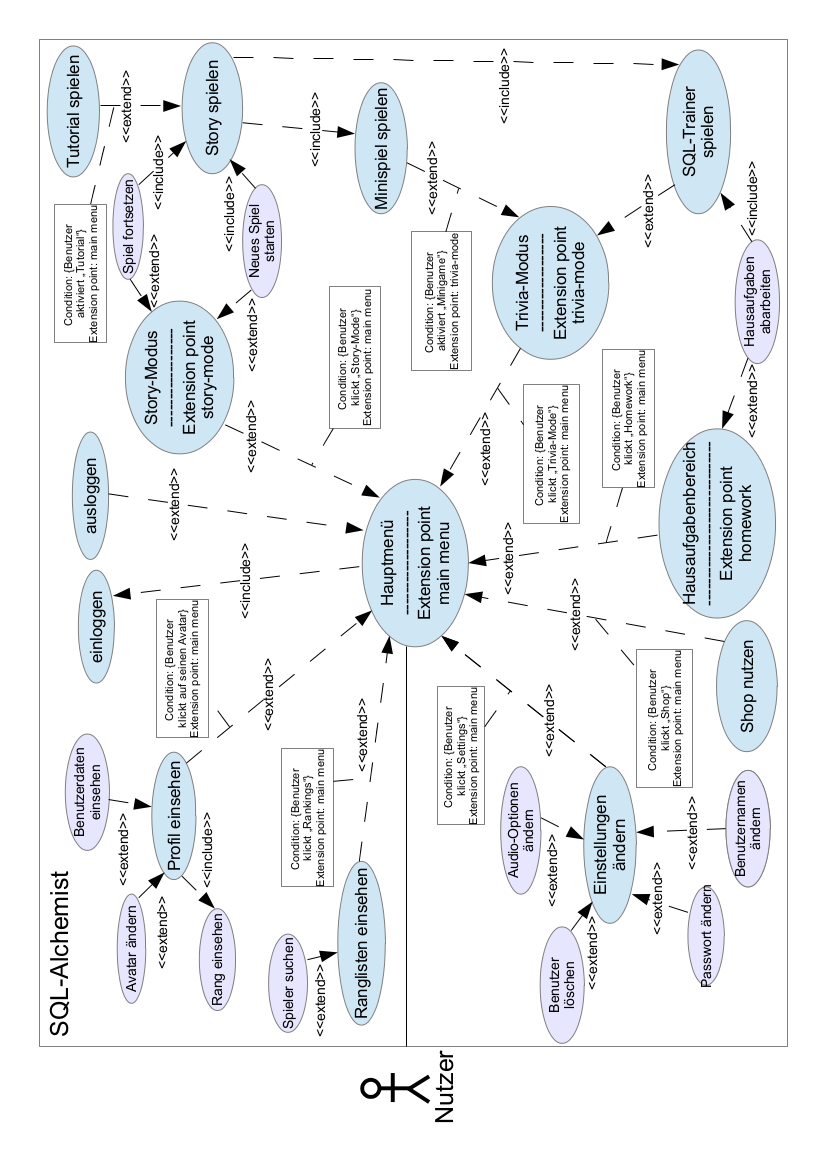 SQL-Alchemist
Nutzer
Benutzerdaten
einsehen
<<extend>>
Avatar ändern
<<extend>>
Profil einsehen
<<include>>
Rang einsehen
Condition: {Benutzer
klickt auf seinen Avatar}
Extension point: main menu
<<extend>>
Spieler suchen
<<extend>>
Ranglisten einsehen
Condition: {Benutzer
klickt „Rankings“}
Extension point: main menu
<<extend>>
einloggen
<<include>>
ausloggen
<<extend>>
Hauptmenü
---------------
Extension point
main menu
Tutorial spielen
<<extend>>
Condition: {Benutzer
aktiviert „Tutorial“}
Extension point: main menu
Story spielen
Spiel fortsetzen
<<include>>
<<extend>>
Neues Spiel
starten
<<include>>
<<extend>>
Story-Modus
---------------
Extension point
story-mode
<<extend>>
Condition: {Benutzer
klickt „Story-Mode“}
Extension point: main menu
<<include>>
<<include>>
Minispiel spielen
<<extend>>
Condition: {Benutzer
aktiviert „Minigame“}
Extension point: trivia-mode
Trivia-Modus
---------------
Extension point
trivia-mode
<<extend>>
Condition: {Benutzer
klickt „Trivia-Mode“}
Extension point: main menu
SQL-Trainer
spielen
<<extend>>
Hausaufgaben
abarbeiten
<<include>>
<<extend>>
Hausaufgabenbereich
---------------------
Extension point
homework
<<extend>>
Condition: {Benutzer
klickt „Homework“}
Extension point: main menu
Shop nutzen
<<extend>>
Condition: {Benutzer
klickt „Shop“}
Extension point: main menu
Condition: {Benutzer
klickt „Settings“}
Extension point: main menu
<<extend>>
Einstellungen
ändern
Audio-Optionen
ändern
<<extend>>
Benutzer
löschen
<<extend>>
Passwort ändern
<<extend>>
Benutzernamen
ändern
<<extend>>